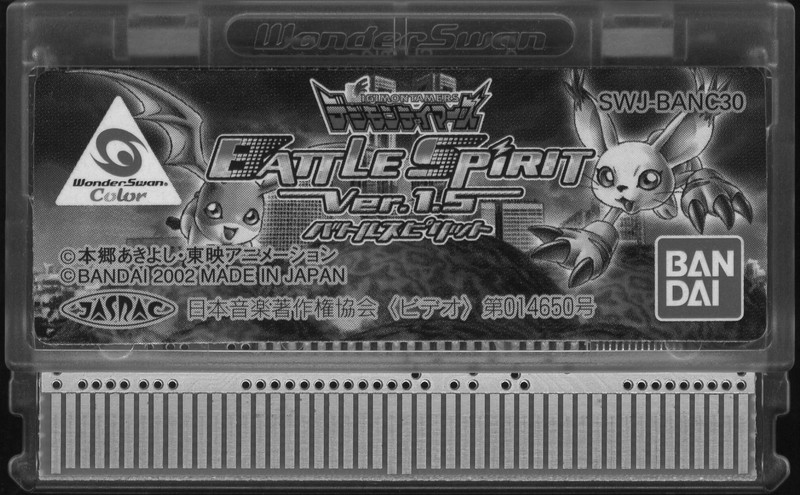 WonderSwan
DIGIMONTAMERS
デジモンテイマーズ
SWJ-BANC30
BATTLE SPIRIT
Ver.1.5
バトルスピリット
WonderSwan®
Color
©本郷あきよし・東映アニメーション
©BANDAI 2002 MADE IN JAPAN
BAN
DAI
JASRAC
日本音楽著作権協会 〈ビデオ〉 第014650号